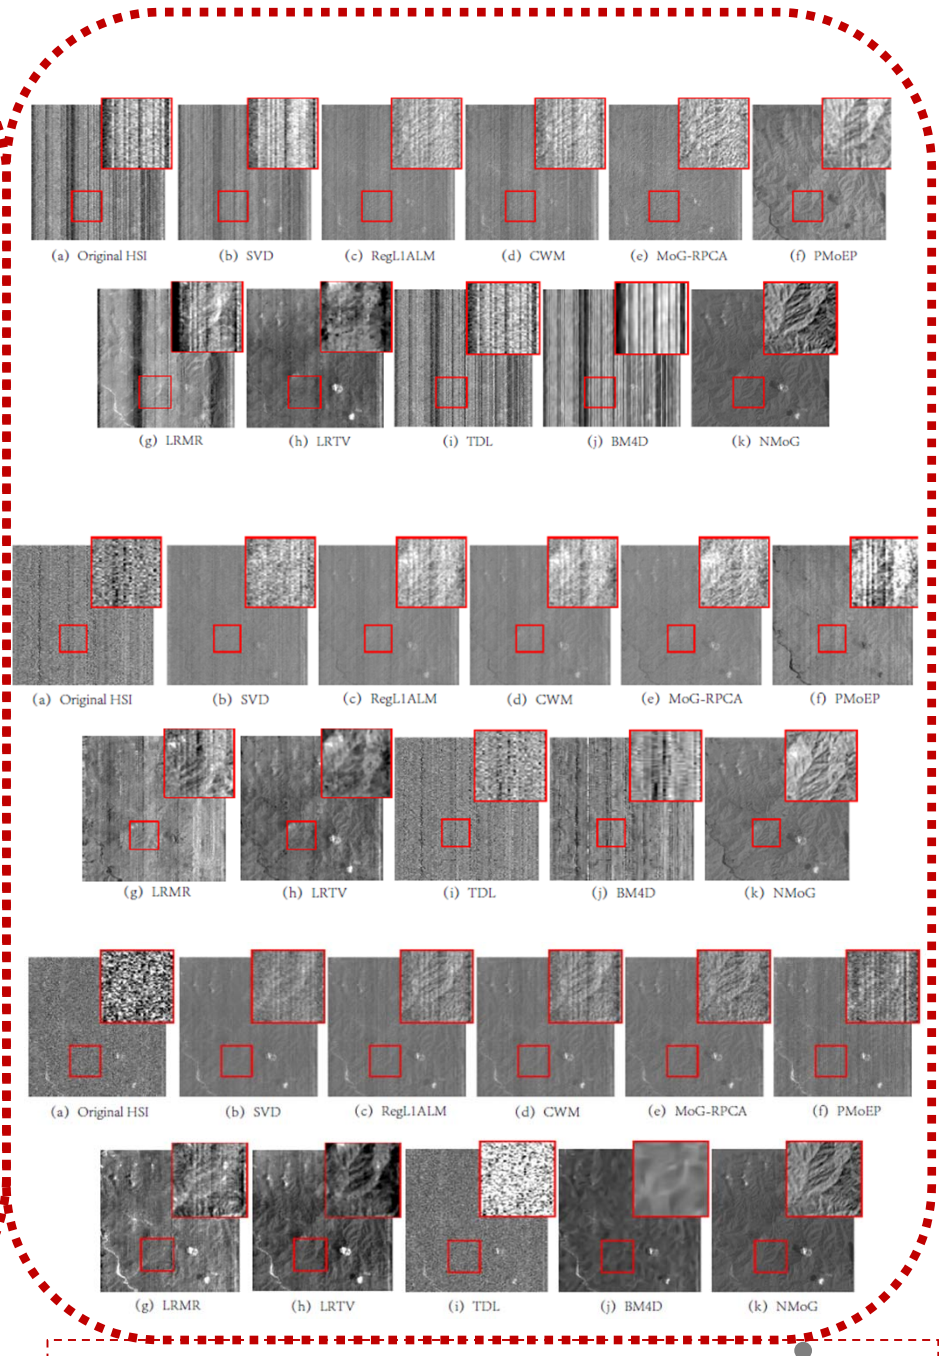 (a) Original HSI (b) SVD (c) RegL1ALM (d) CWM (e) MoG-RPCA (f) PMoEP
(g) LRMR (h) LRTV (i) TDL (j) BM4D (k) NMoG
(a) Original HSI (b) SVD (c) RegL1ALM (d) CWM (e) MoG-RPCA (f) PMoEP
(g) LRMR (h) LRTV (i) TDL (j) BM4D (k) NMoG
(a) Original HSI (b) SVD (c) RegL1ALM (d) CWM (e) MoG-RPCA (f) PMoEP
(g) LRMR (h) LRTV (i) TDL (j) BM4D (k) NMoG